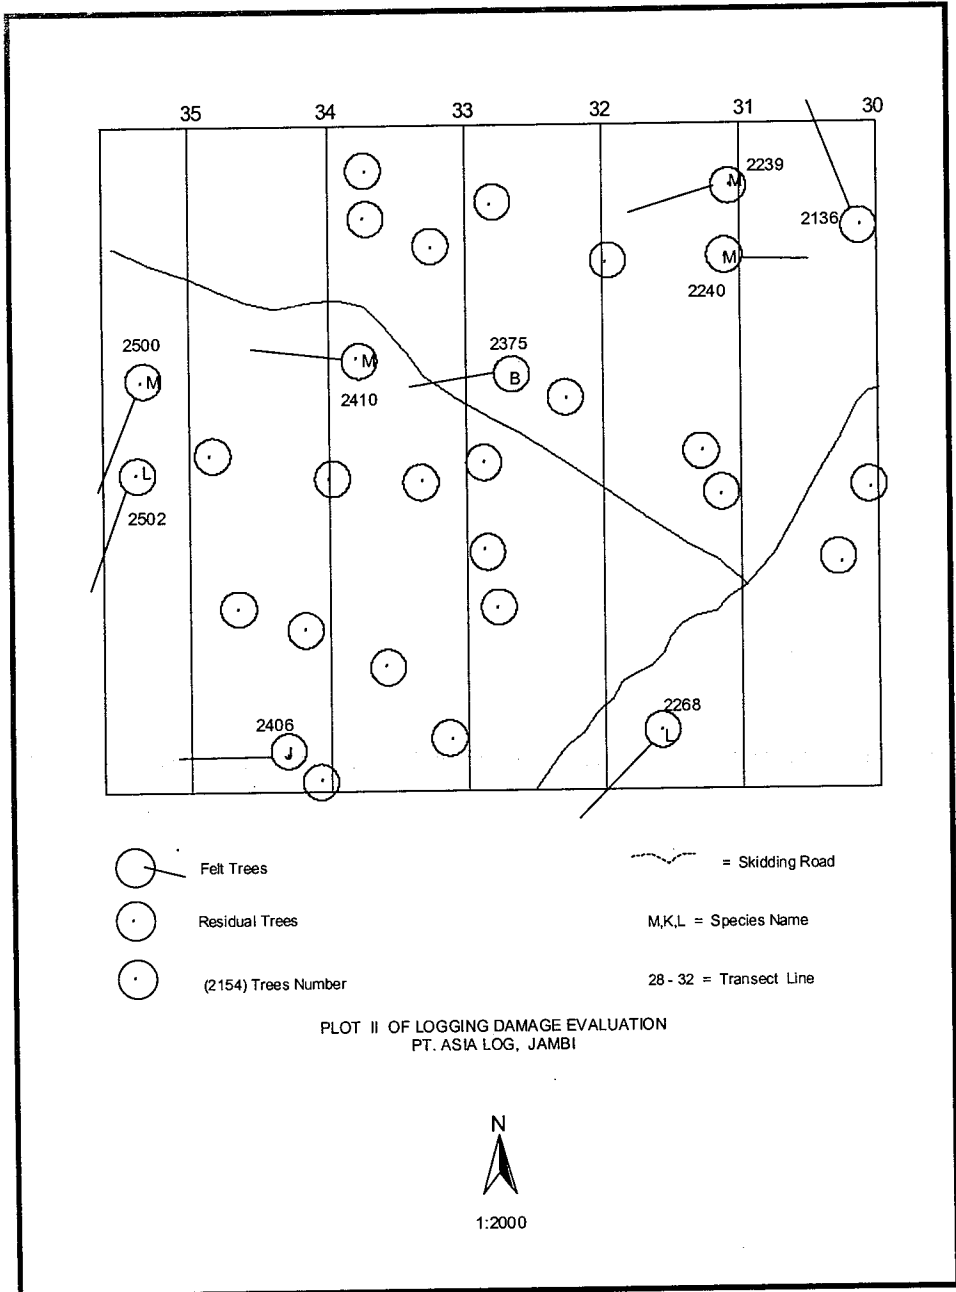 35 34 33 32 31 30
M 2239
2136
M
2240
2500
M
M
2410
2375
B
L
2502
2406
J
2268
L
Felt Trees
= Skidding Road
Residual Trees
M,K,L = Species Name
(2154) Trees Number
28 - 32 = Transect Line
PLOT II OF LOGGING DAMAGE EVALUATION
PT. ASIA LOG, JAMBI
N
1:2000